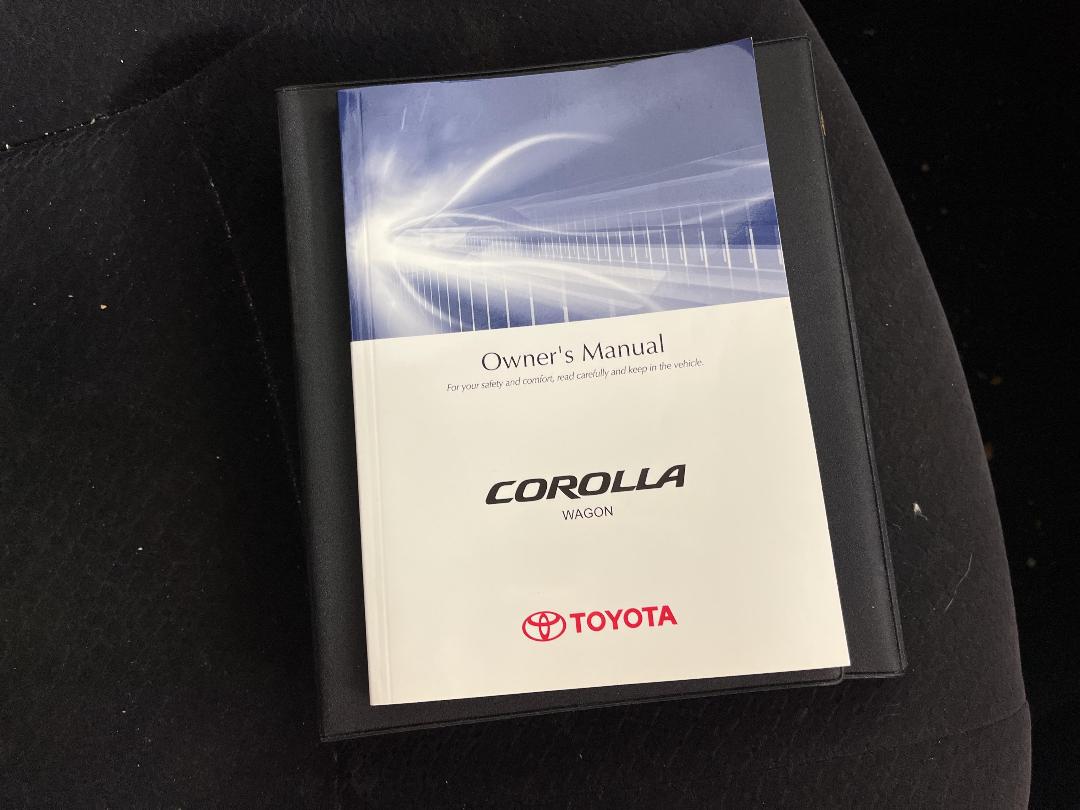 Owner's Manual
For your safety and comfort, read carefully and keep in the vehicle.
COROLLA
WAGON
TOYOTA